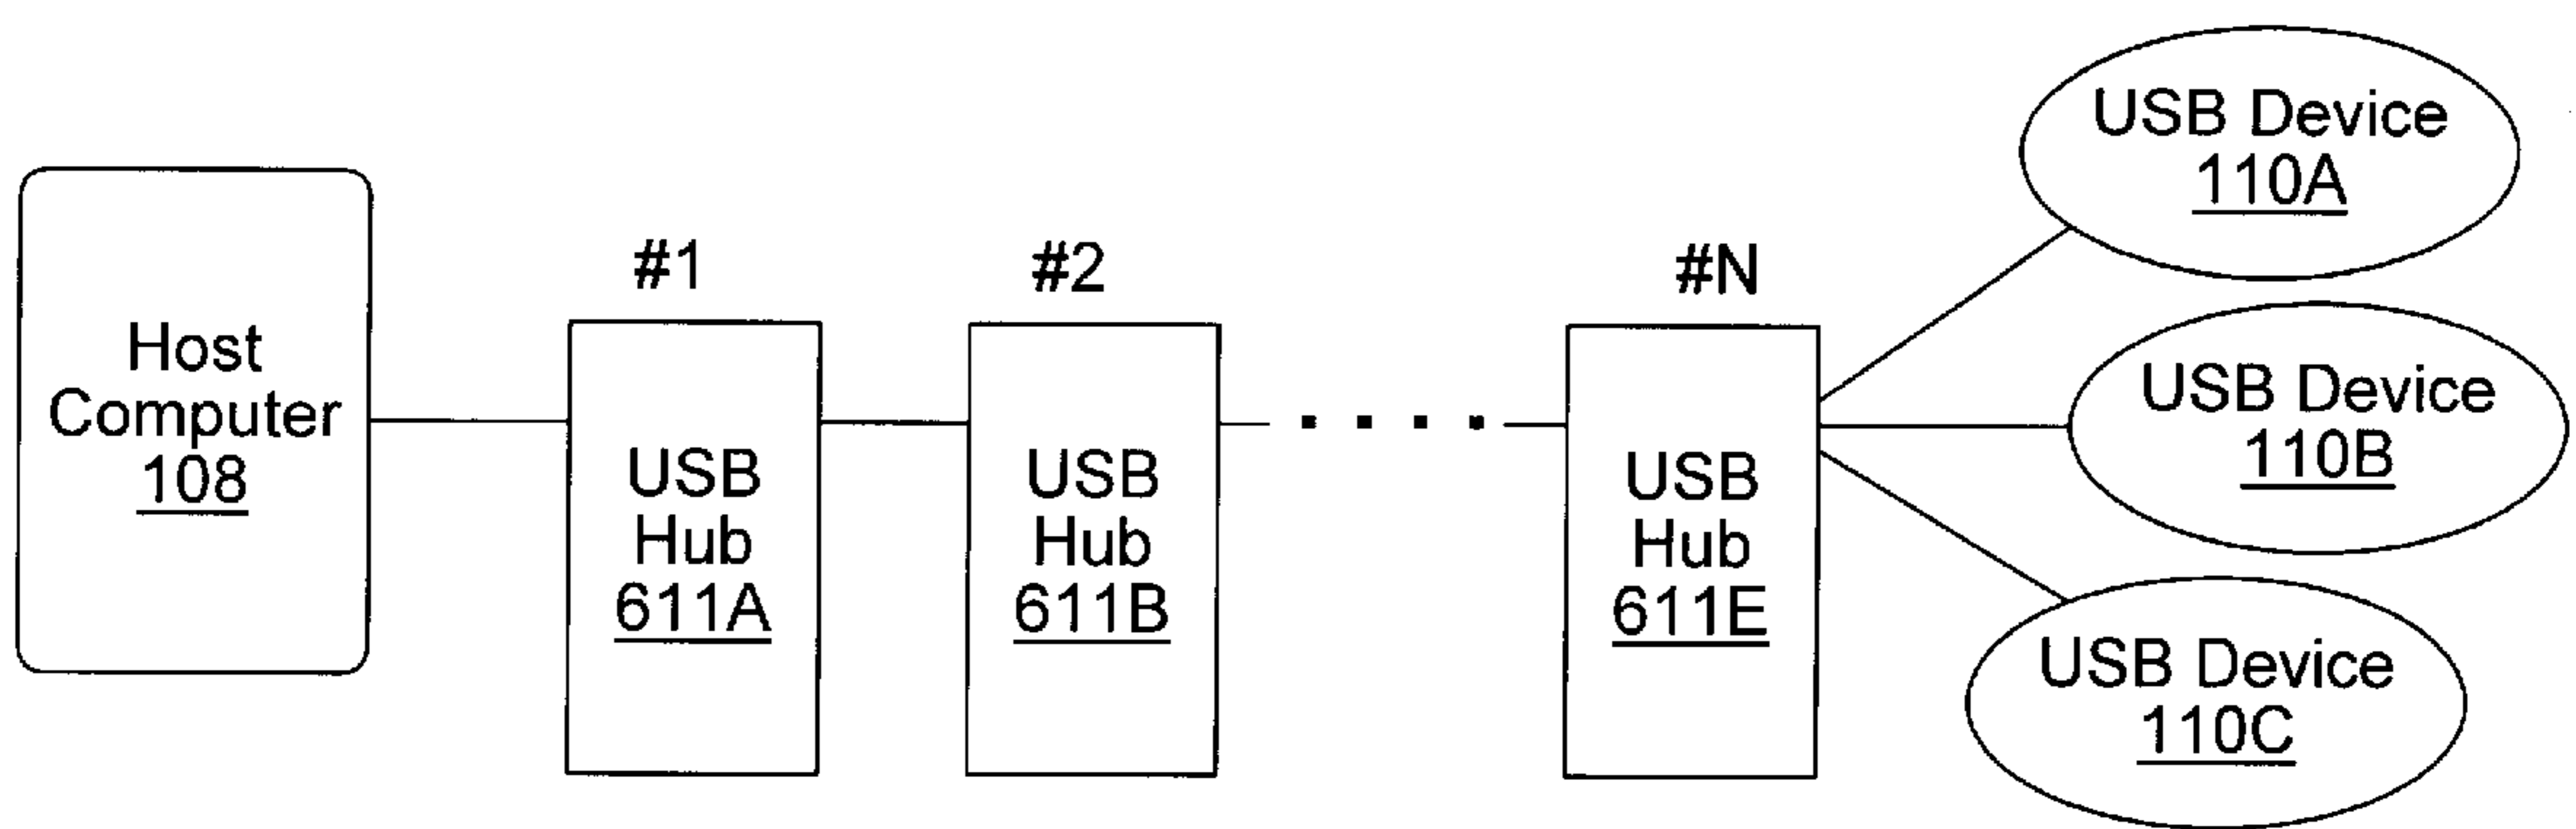 Host
Computer
108
#1
USB
Hub
611A
#2
USB
Hub
611B
#N
USB
Hub
611E
USB Device
110A
USB Device
110B
USB Device
110C